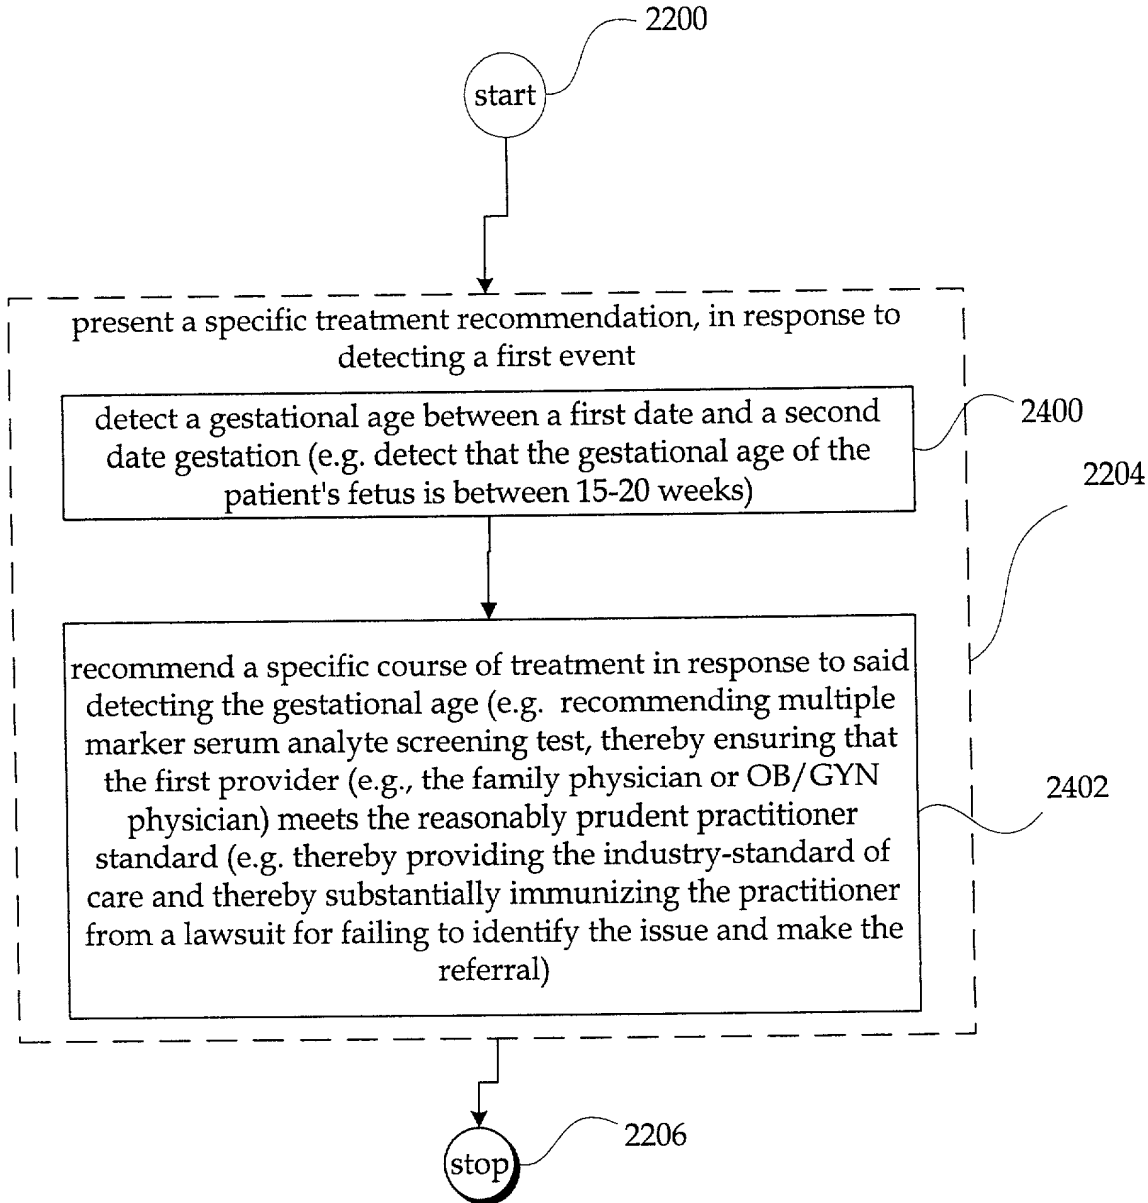 2200
start
present a specific treatment recommendation, in response to
detecting a first event
detect a gestational age between a first date and a second
date gestation (e.g. detect that the gestational age of the
patient's fetus is between 15-20 weeks)
2400
2204
recommend a specific course of treatment in response to said
detecting the gestational age (e.g. recommending multiple
marker serum analyte screening test, thereby ensuring that
the first provider (e.g., the family physician or OB/GYN
physician) meets the reasonably prudent practitioner
standard (e.g. thereby providing the industry-standard of
care and thereby substantially immunizing the practitioner
from a lawsuit for failing to identify the issue and make the
referral)
2402
2206
stop